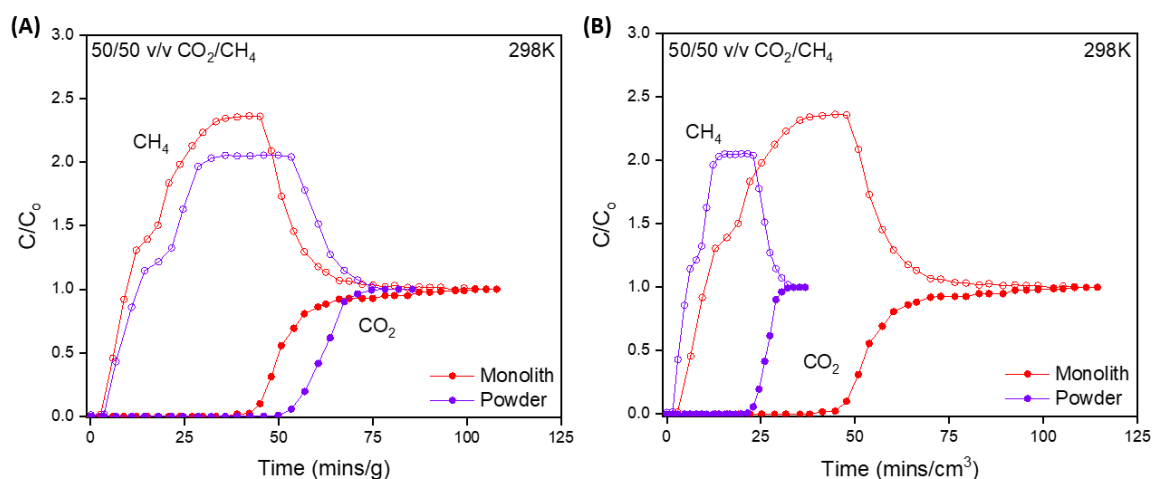 (A)
50/50 v/v CO₂/CH₄ 298K
3.0
2.5
2.0
1.5
1.0
0.5
0.0
C/Cₒ
CH₄
CO₂
Monolith
Powder
0 25 50 75 100 125
Time (mins/g)
(B)
50/50 v/v CO₂/CH₄ 298K
3.0
2.5
2.0
1.5
1.0
0.5
0.0
C/Cₒ
CH₄
CO₂
Monolith
Powder
0 25 50 75 100 125
Time (mins/cm³)